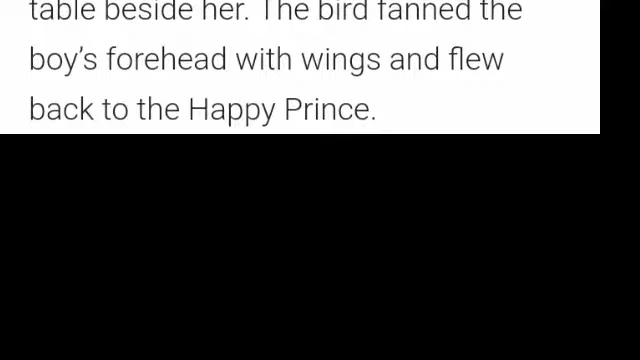 table beside her. The bird fanned the
boy's forehead with wings and flew
back to the Happy Prince.